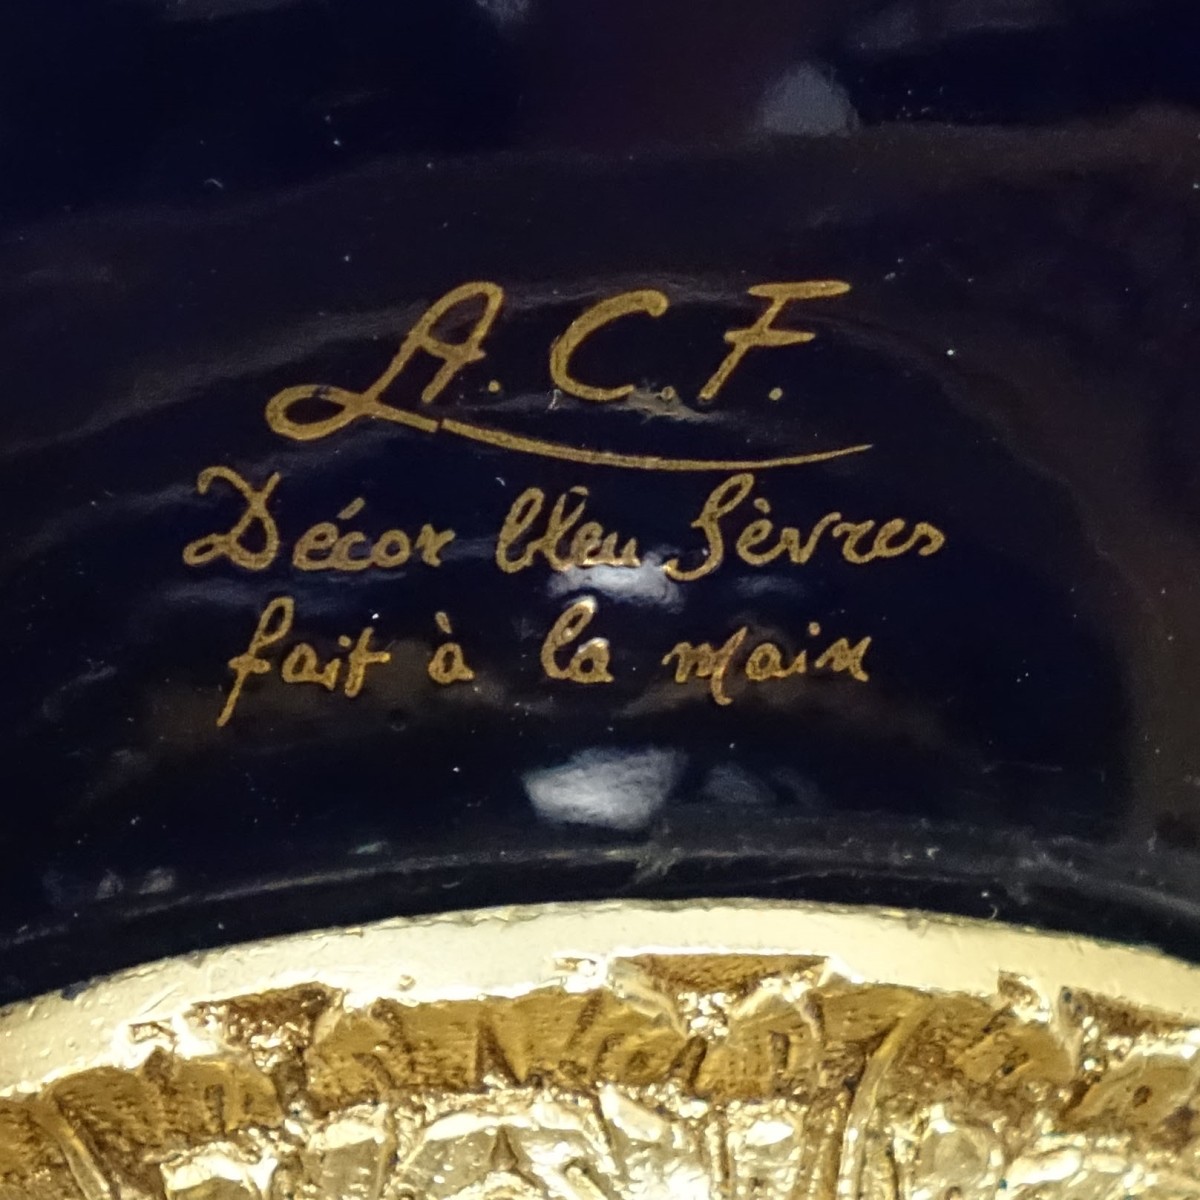 A.C.F.
Décor bleu Sèvres
fait à la main